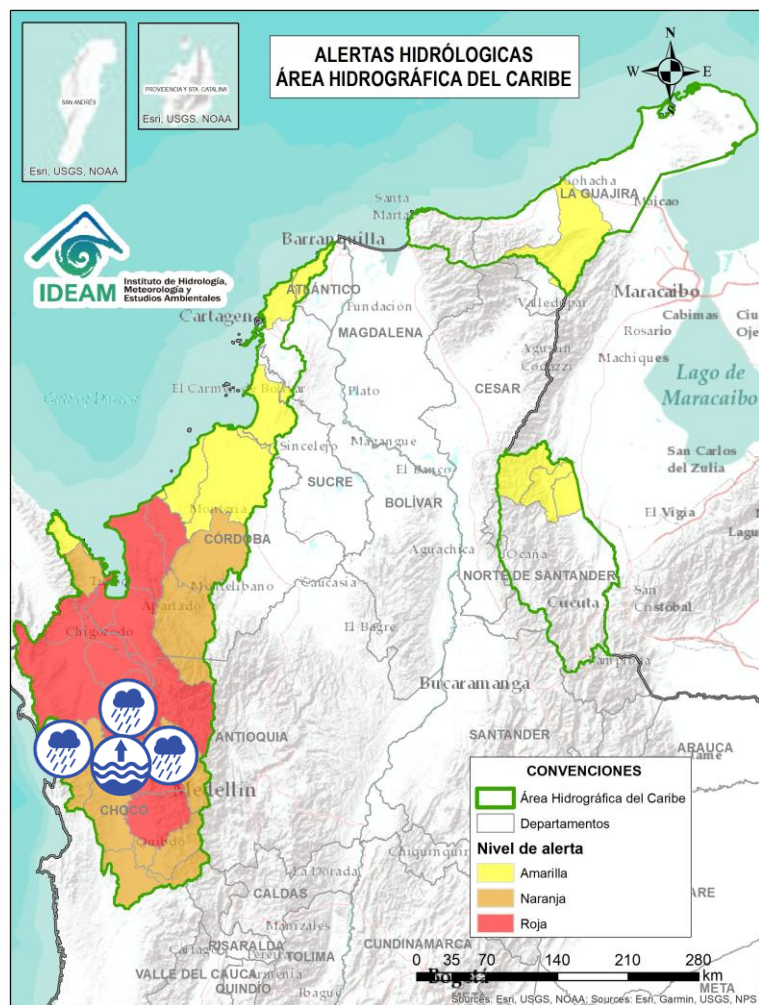 ALERTAS HIDRÓLOGICAS
ÁREA HIDROGRÁFICA DEL CARIBE
N
W
E
S
SAN ANDRÉS
PROVIDENCIA Y STA. CATALINA
Esri, USGS, NOAA
Esri, USGS, NOAA
IDEAM
Instituto de Hidrología,
Meteorología y
Estudios Ambientales
Riohacha
LA GUAJIRA
Maicao
Santa
Marta
Barranquilla
ATLÁNTICO
Cartagena
Fundación
MAGDALENA
Valledupar
Maracaibo
Cabimas
Rosario
Machiques
Agustín
Codazzi
CESAR
Lago de
Maracaibo
El Carmen de Bolívar
Plato
Sincelejo
Magangué
SUCRE
El Banco
BOLÍVAR
San Carlos
del Zulia
El Vigía
Montería
CÓRDOBA
Aguachica
Ocaña
NORTE DE SANTANDER
Montelíbano
Caucasia
Cúcuta
San
Cristóbal
Turbo
Apartadó
Chigorodó
El Bagre
Pamplona
Bucaramanga
ANTIOQUIA
SANTANDER
ARAUCA
Medellín
CHOCÓ
Quibdó
La Dorada
CALDAS
Manizales
RISARALDA
Pereira
TOLIMA
CUNDINAMARCA
VALLE DEL CAUCA
Armenia
QUINDÍO
Ibagué
Bogotá
META
CONVENCIONES
Área Hidrográfica del Caribe
Departamentos
Nivel de alerta
Amarilla
Naranja
Roja
0 35 70 140 210 280
km
Sources: Esri, USGS, NOAA; Sources: Esri, Garmin, USGS, NPS